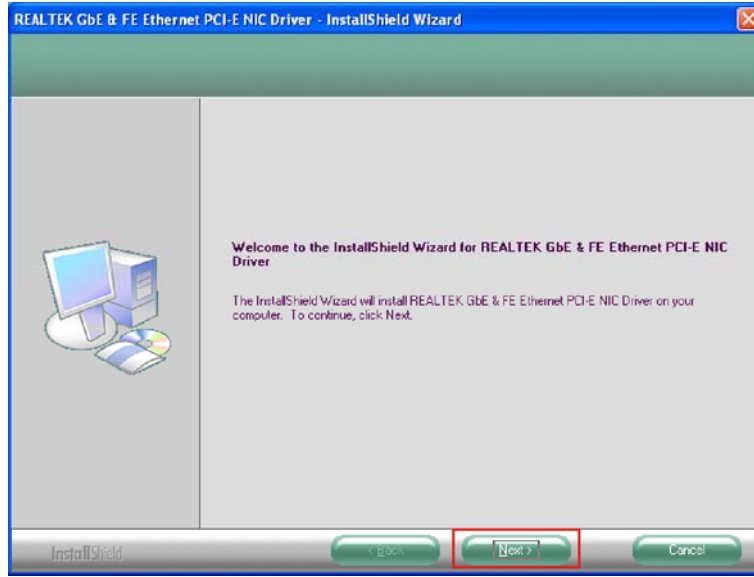 REALTEK GbE & FE Ethernet PCI-E NIC Driver - InstallShield Wizard
Welcome to the InstallShield Wizard for REALTEK GbE & FE Ethernet PCI-E NIC
Driver
The InstallShield Wizard will install REALTEK GbE & FE Ethernet PCI-E NIC Driver on your
computer. To continue, click Next.
InstallShield
< Back
Next >
Cancel